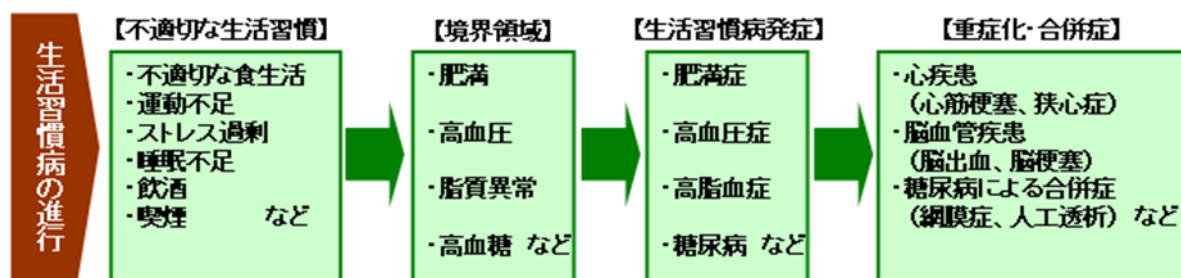 生活習慣病の進行
【不適切な生活習慣】
・不適切な食生活
・運動不足
・ストレス過剰
・睡眠不足
・飲酒
・喫煙 など
【境界領域】
・肥満
・高血圧
・脂質異常
・高血糖 など
【生活習慣病発症】
・肥満症
・高血圧症
・高脂血症
・糖尿病 など
【重症化・合併症】
・心疾患
（心筋梗塞、狭心症）
・脳血管疾患
（脳出血、脳梗塞）
・糖尿病による合併症
（網膜症、人工透析） など